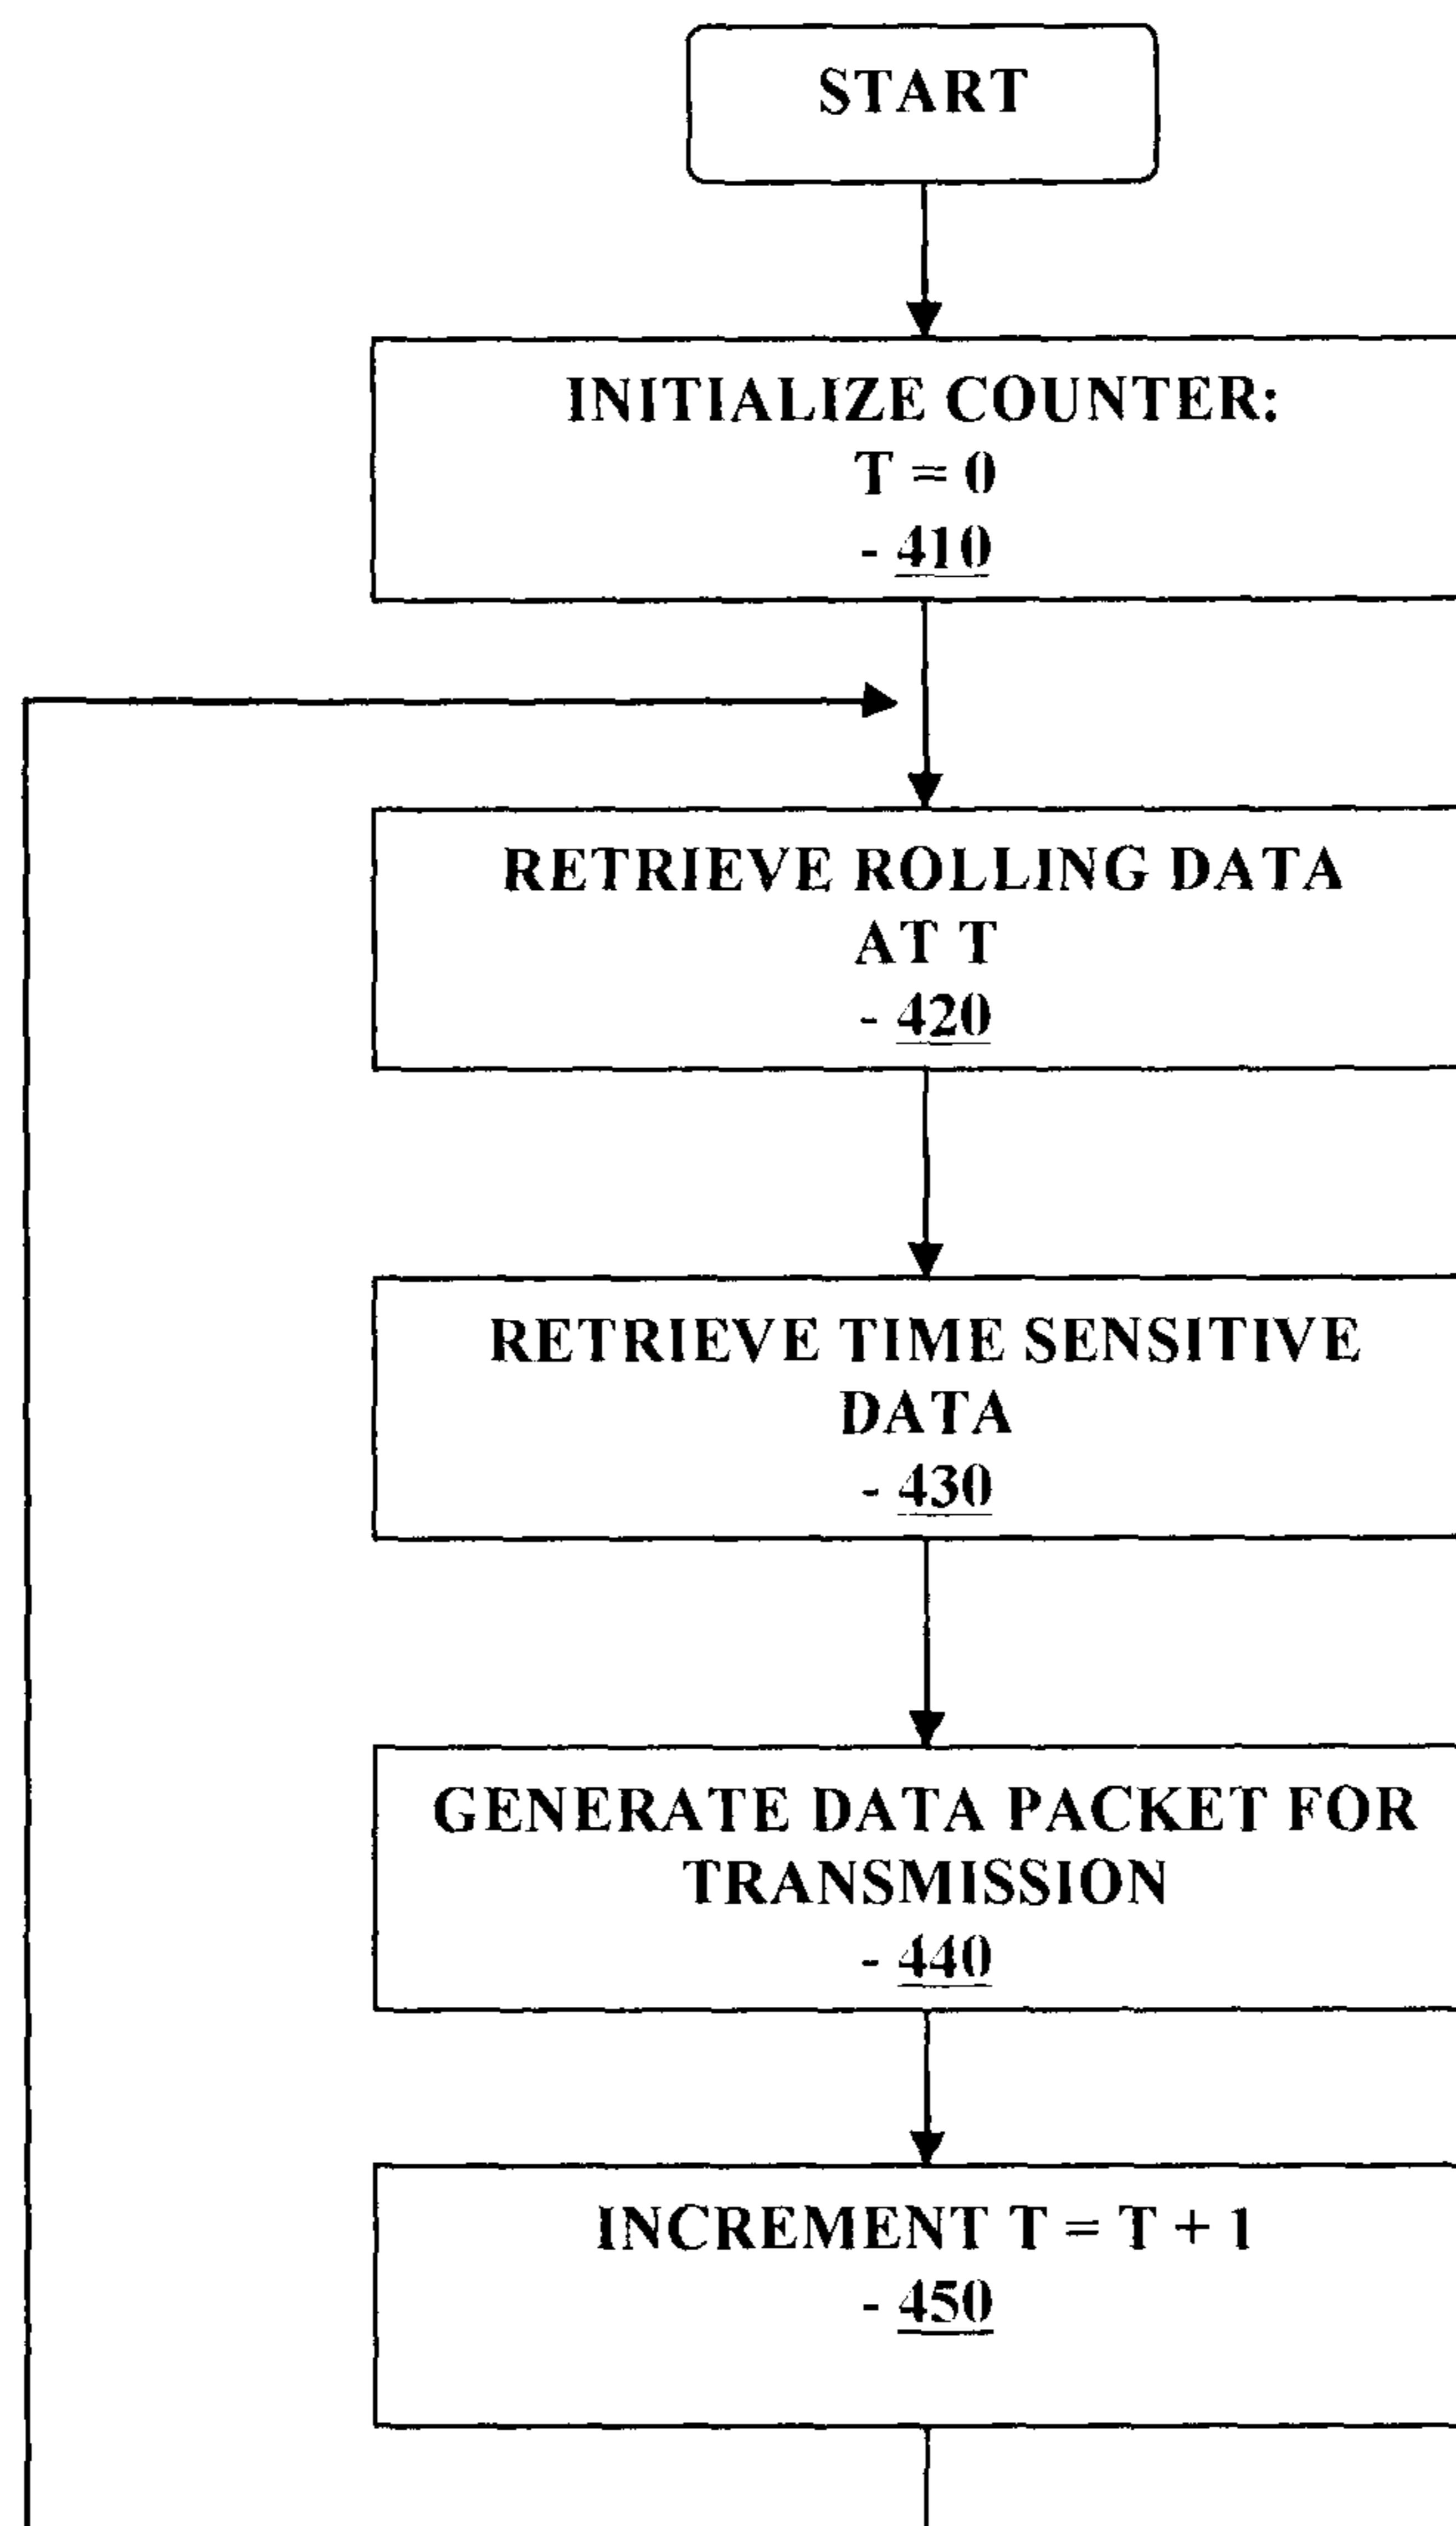 START
INITIALIZE COUNTER:
T = 0
- 410
RETRIEVE ROLLING DATA
AT T
- 420
RETRIEVE TIME SENSITIVE
DATA
- 430
GENERATE DATA PACKET FOR
TRANSMISSION
- 440
INCREMENT T = T + 1
- 450